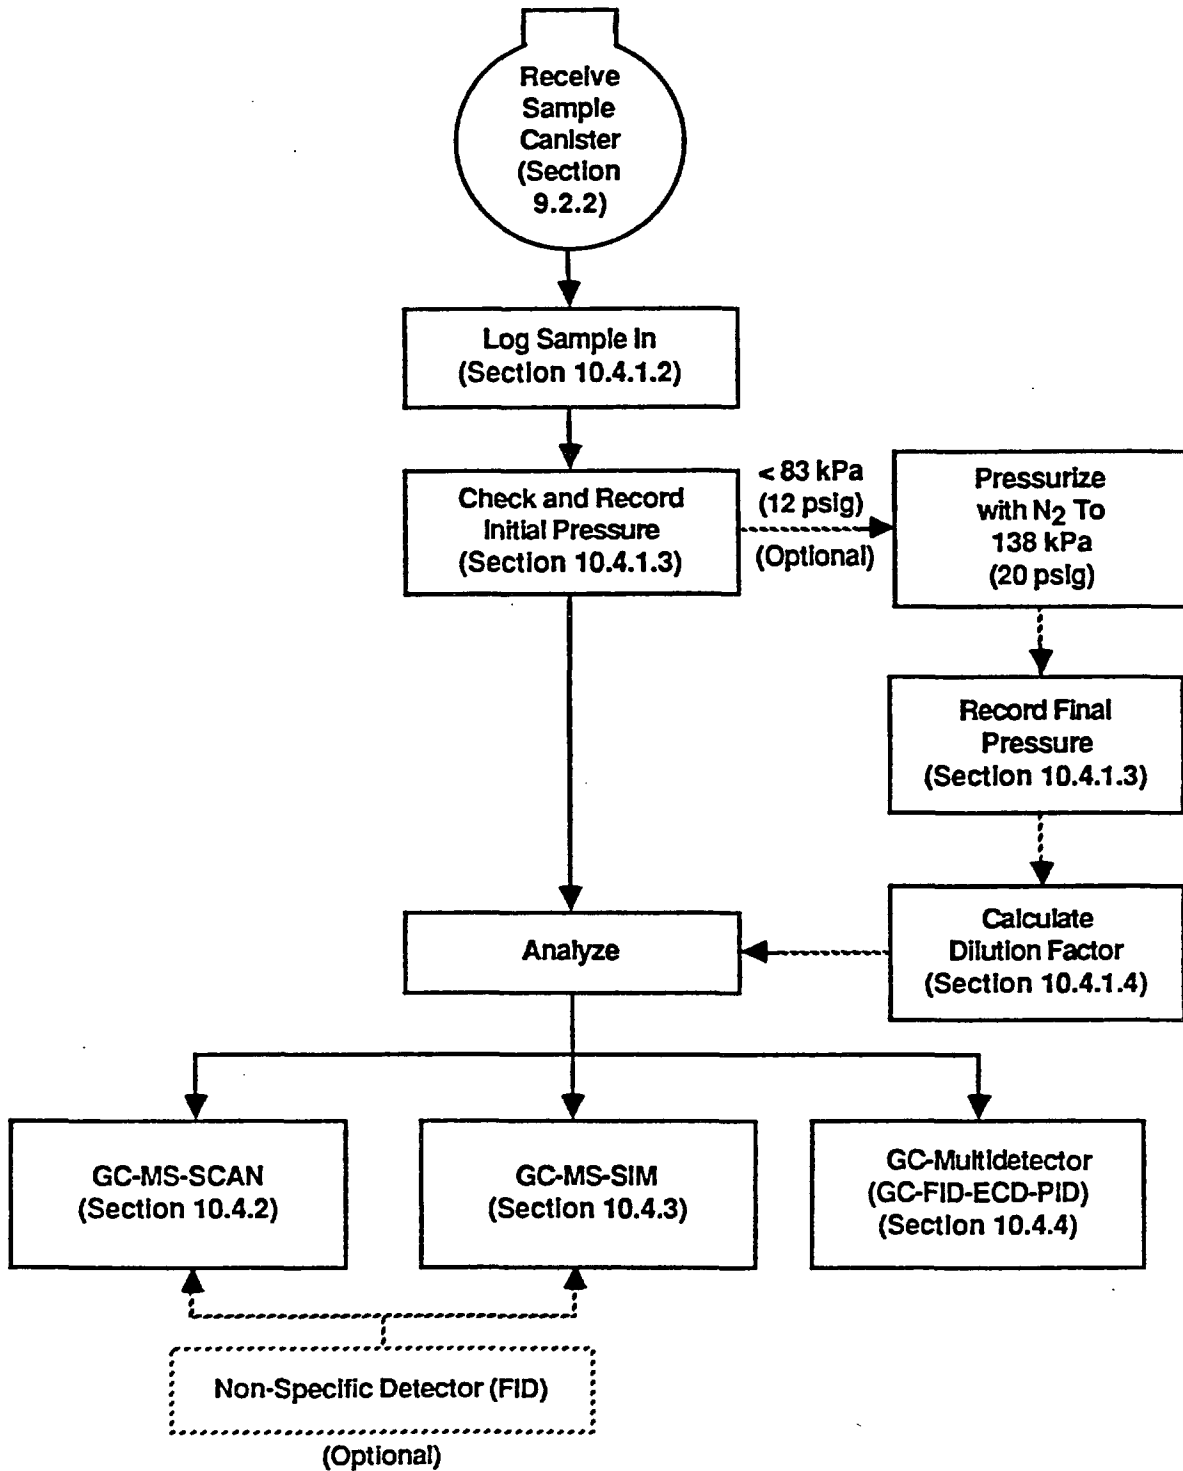 Receive
Sample
Canister
(Section
9.2.2)
Log Sample In
(Section 10.4.1.2)
Check and Record
Initial Pressure
(Section 10.4.1.3)
< 83 kPa
(12 psig)
(Optional)
Pressurize
with N₂ To
138 kPa
(20 psig)
Record Final
Pressure
(Section 10.4.1.3)
Calculate
Dilution Factor
(Section 10.4.1.4)
Analyze
GC-MS-SCAN
(Section 10.4.2)
GC-MS-SIM
(Section 10.4.3)
GC-Multidetector
(GC-FID-ECD-PID)
(Section 10.4.4)
Non-Specific Detector (FID)
(Optional)